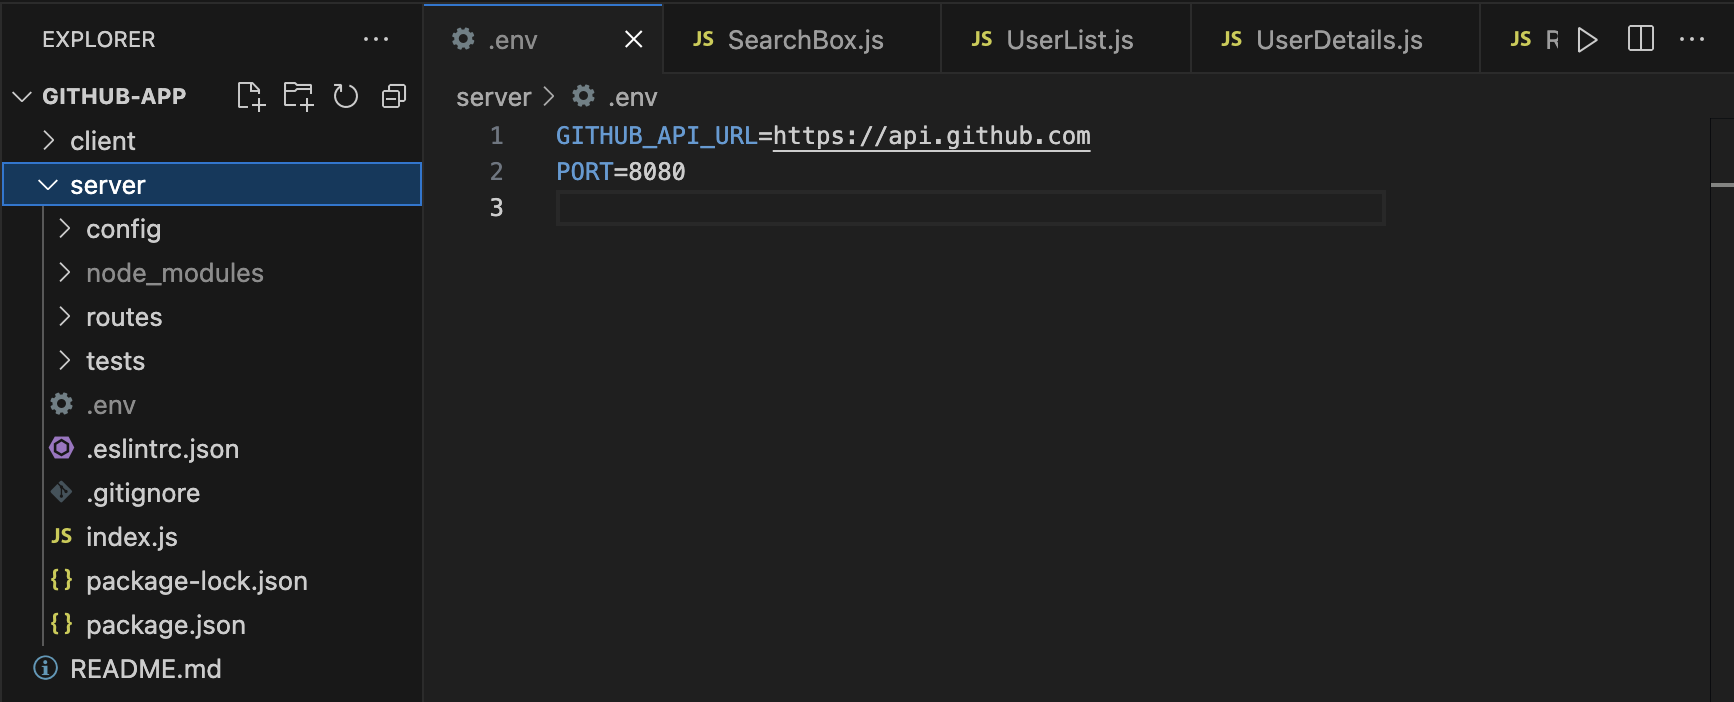 EXPLORER
GITHUB-APP
client
server
config
node_modules
routes
tests
.env
.eslintrc.json
.gitignore
JS index.js
{} package-lock.json
{} package.json
README.md
.env
JS SearchBox.js
JS UserList.js
JS UserDetails.js
JS R
server > .env
1 GITHUB_API_URL=https://api.github.com
2 PORT=8080
3